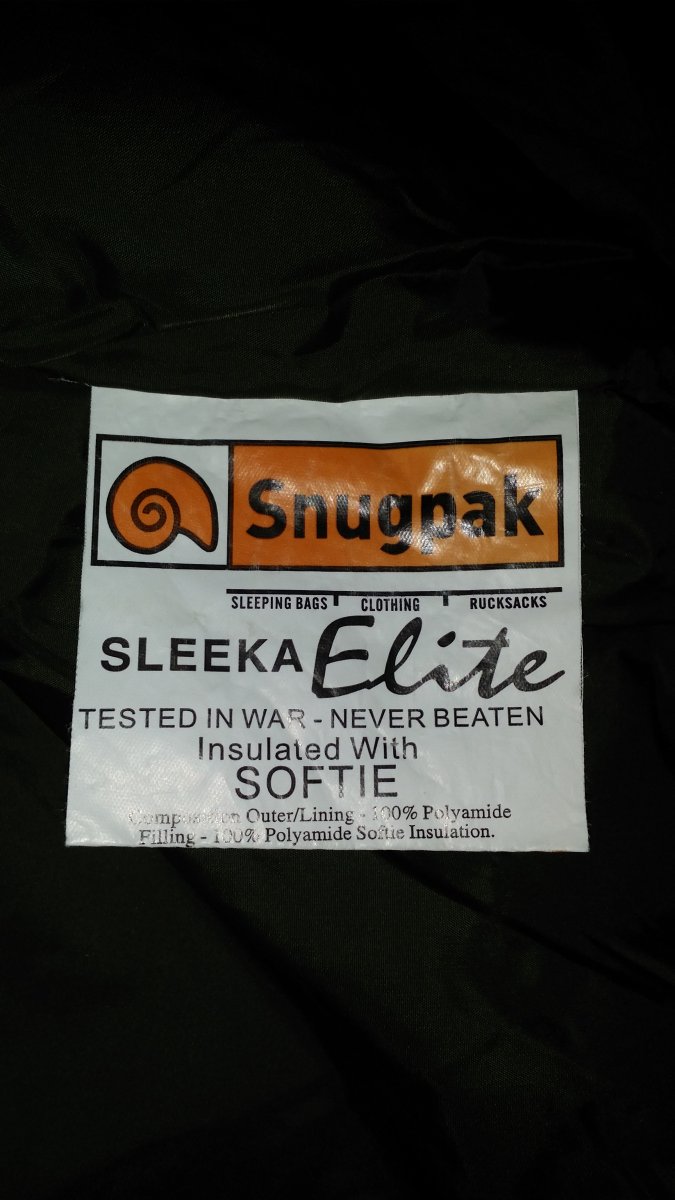 Snugpak
SLEEPING BAGS CLOTHING RUCKSACKS
SLEEKA Elite
TESTED IN WAR - NEVER BEATEN
Insulated With
SOFTIE
Composition Outer/Lining - 100% Polyamide
Filling - 100% Polyamide Softie Insulation.